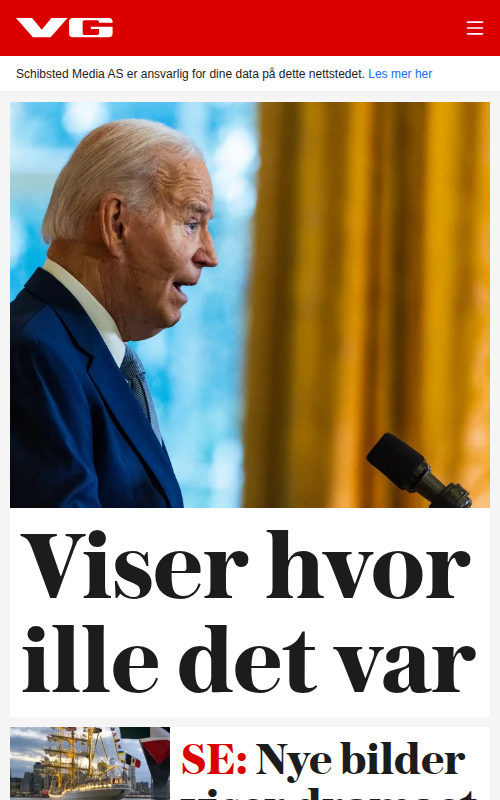 VG
Schibsted Media AS er ansvarlig for dine data på dette nettstedet. Les mer her
Viser hvor
ille det var
SE: Nye bilder